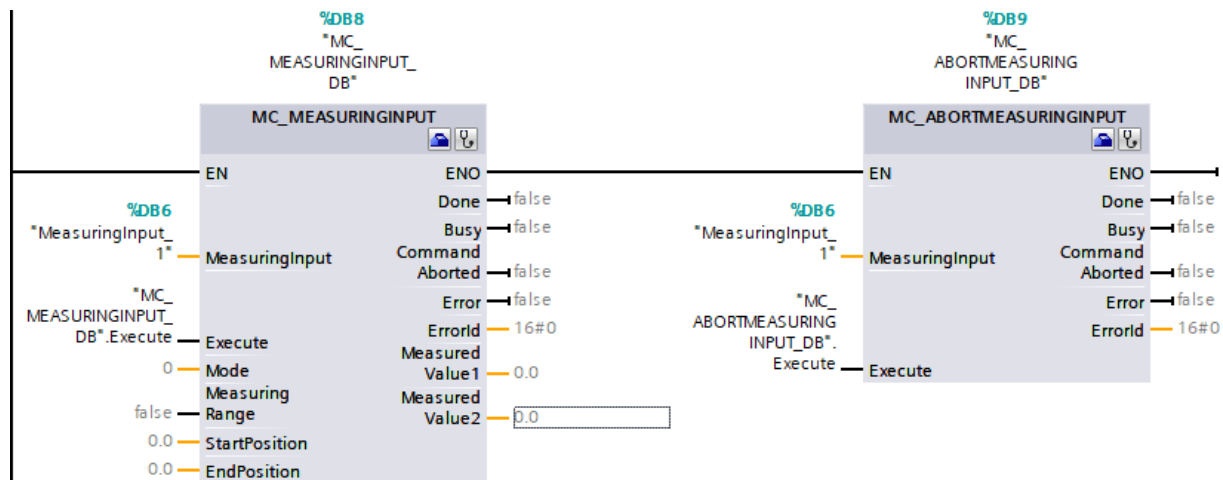 %DB8
"MC_
MEASURINGINPUT_
DB"
MC_MEASURINGINPUT
EN
ENO
Done
false
Busy
false
%DB6
"MeasuringInput_
1"
MeasuringInput
Command
Aborted
false
"MC_
MEASURINGINPUT_
DB".Execute
Execute
Error
false
ErrorId
16#0
0
Mode
Measured
Value1
0.0
false
Measuring
Range
Measured
Value2
0.0
0.0
StartPosition
0.0
EndPosition
%DB9
"MC_
ABORTMEASURING
INPUT_DB"
MC_ABORTMEASURINGINPUT
EN
ENO
Done
false
Busy
false
%DB6
"MeasuringInput_
1"
MeasuringInput
Command
Aborted
false
"MC_
ABORTMEASURING
INPUT_DB".
Execute
Execute
Error
false
ErrorId
16#0